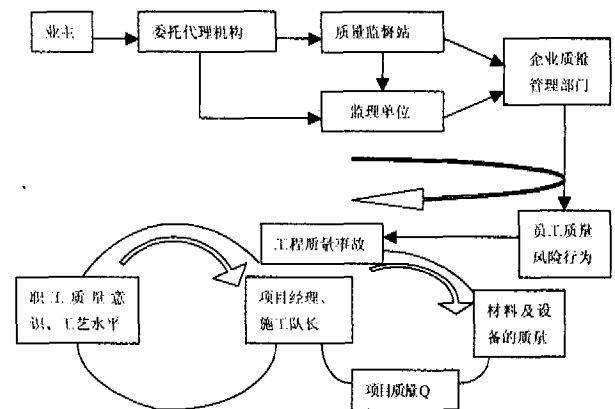 业主
委托代理机构
质量监督站
企业质量
管理部门
监理单位
员工质量
风险行为
工程质量事故
职工质量意
识、工艺水平
项目经理、
施工队长
材料及设
备的质量
项目质量Q